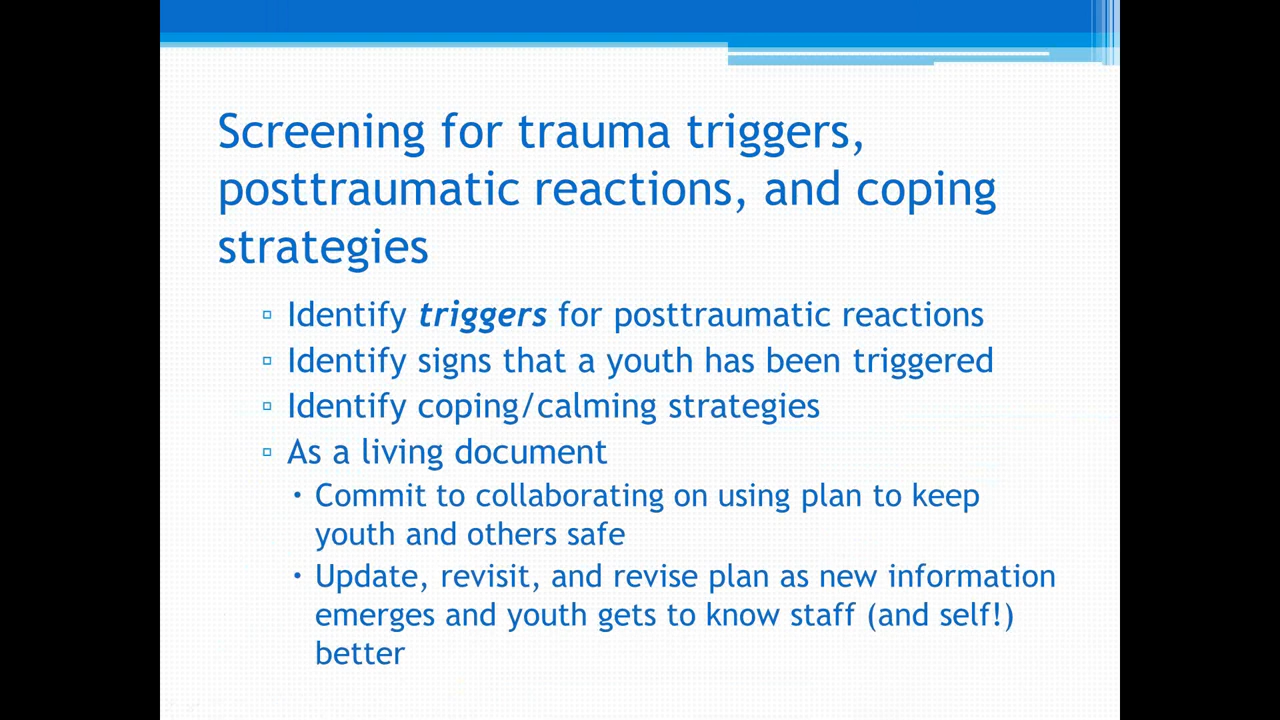 Screening for trauma triggers,
posttraumatic reactions, and coping
strategies
▫ Identify triggers for posttraumatic reactions
▫ Identify signs that a youth has been triggered
▫ Identify coping/calming strategies
▫ As a living document
• Commit to collaborating on using plan to keep
youth and others safe
• Update, revisit, and revise plan as new information
emerges and youth gets to know staff (and self!)
better